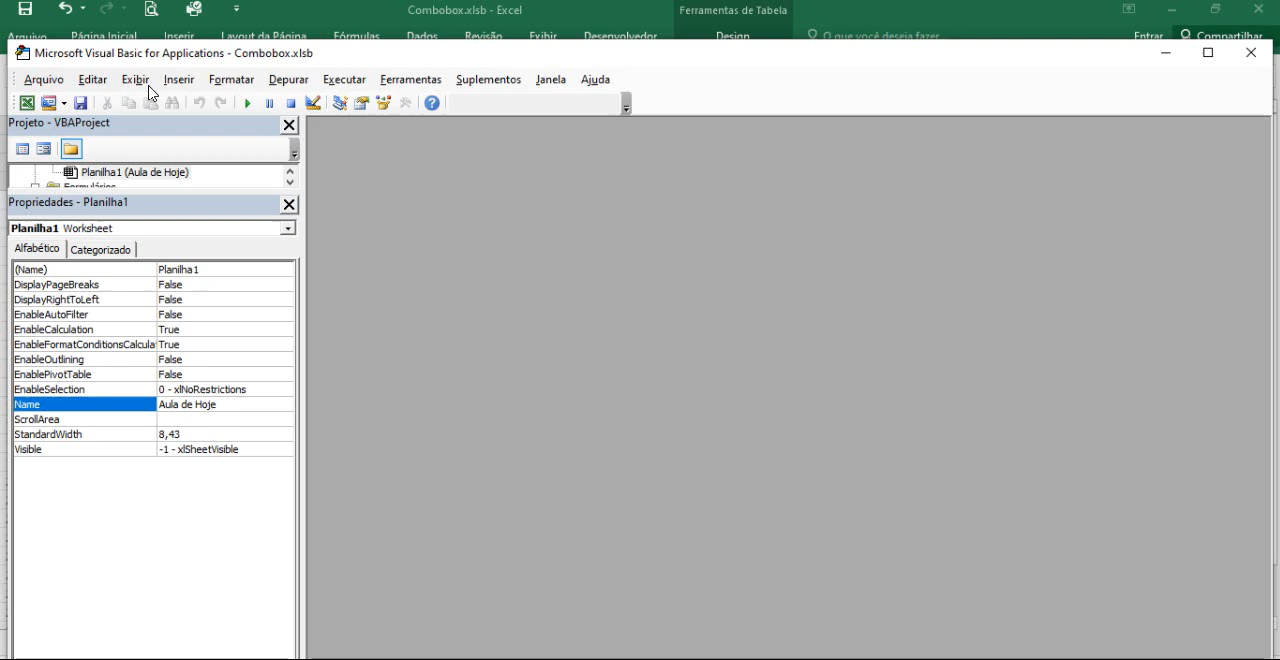 Combobox.xlsb - Excel
Ferramentas de Tabela
Arquivo Página Inicial Inserir Layout da Página Fórmulas Dados Revisão Exibir Desenvolvedor Design O que você deseja fazer Entrar Compartilhar
Microsoft Visual Basic for Applications - Combobox.xlsb
Arquivo Editar Exibir Inserir Formatar Depurar Executar Ferramentas Suplementos Janela Ajuda
Projeto - VBAProject
Planilha1 (Aula de Hoje)
Formulários
Propriedades - Planilha1
Planilha1 Worksheet
Alfabético Categorizado
(Name) Planilha1
DisplayPageBreaks False
DisplayRightToLeft False
EnableAutoFilter False
EnableCalculation True
EnableFormatConditionsCalcula True
EnableOutlining False
EnablePivotTable False
EnableSelection 0 - xlNoRestrictions
Name Aula de Hoje
ScrollArea
StandardWidth 8,43
Visible -1 - xlSheetVisible